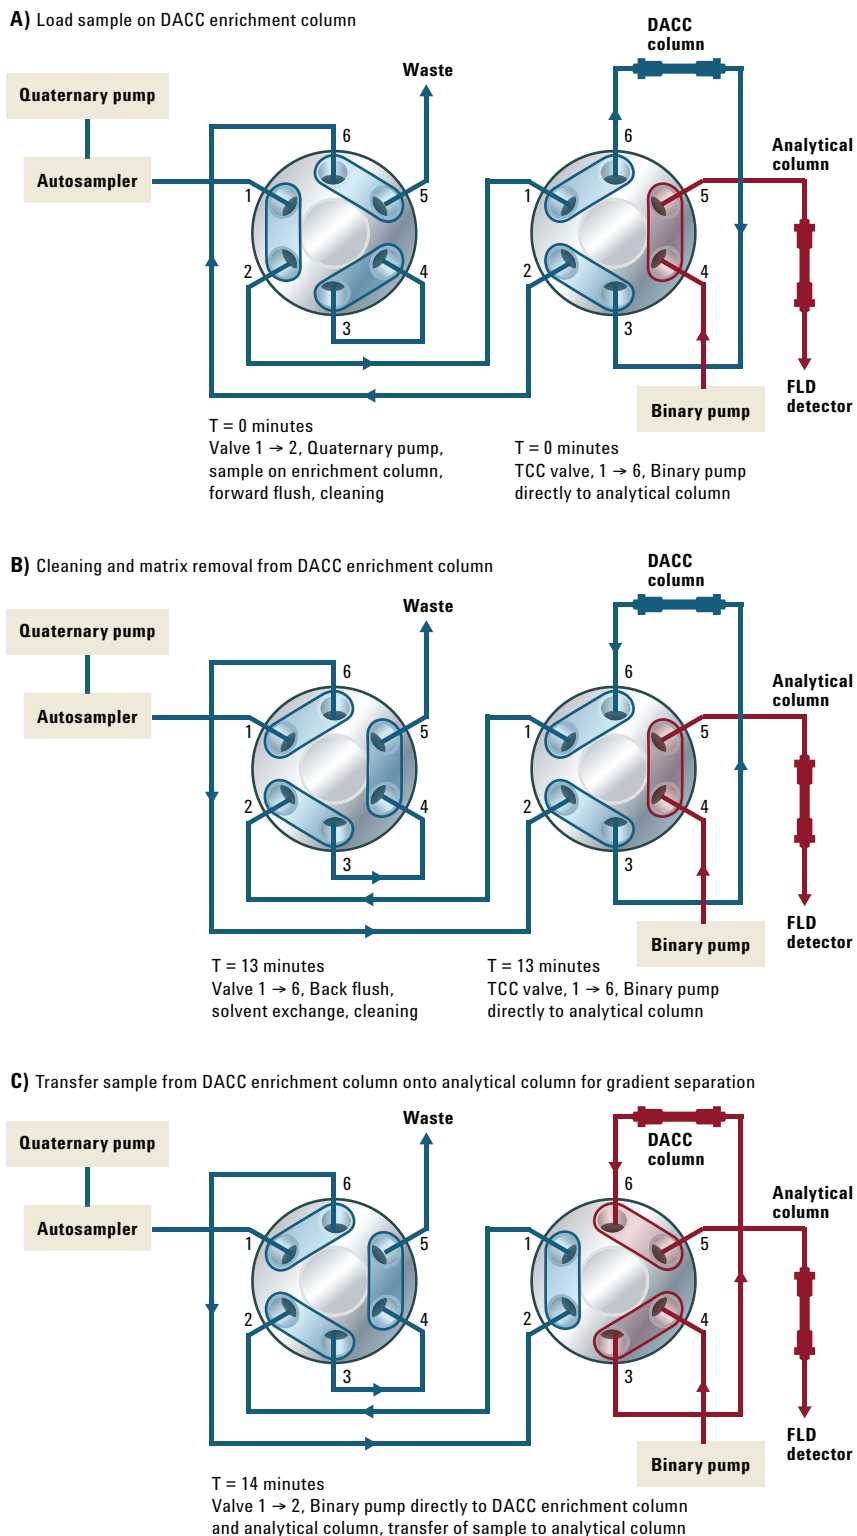 A) Load sample on DACC enrichment column
DACC
column
Waste
Quaternary pump
Autosampler
6
1
5
2
4
3
6
1
5
2
4
3
Analytical
column
FLD
detector
Binary pump
T = 0 minutes
Valve 1 → 2, Quaternary pump,
sample on enrichment column,
forward flush, cleaning
T = 0 minutes
TCC valve, 1 → 6, Binary pump
directly to analytical column
B) Cleaning and matrix removal from DACC enrichment column
DACC
column
Waste
Quaternary pump
Autosampler
6
1
5
2
4
3
6
1
5
2
4
3
Analytical
column
FLD
detector
Binary pump
T = 13 minutes
Valve 1 → 6, Back flush,
solvent exchange, cleaning
T = 13 minutes
TCC valve, 1 → 6, Binary pump
directly to analytical column
C) Transfer sample from DACC enrichment column onto analytical column for gradient separation
Waste
DACC
column
Quaternary pump
Autosampler
6
1
5
2
4
3
6
1
5
2
4
3
Analytical
column
FLD
detector
Binary pump
T = 14 minutes
Valve 1 → 2, Binary pump directly to DACC enrichment column
and analytical column, transfer of sample to analytical column